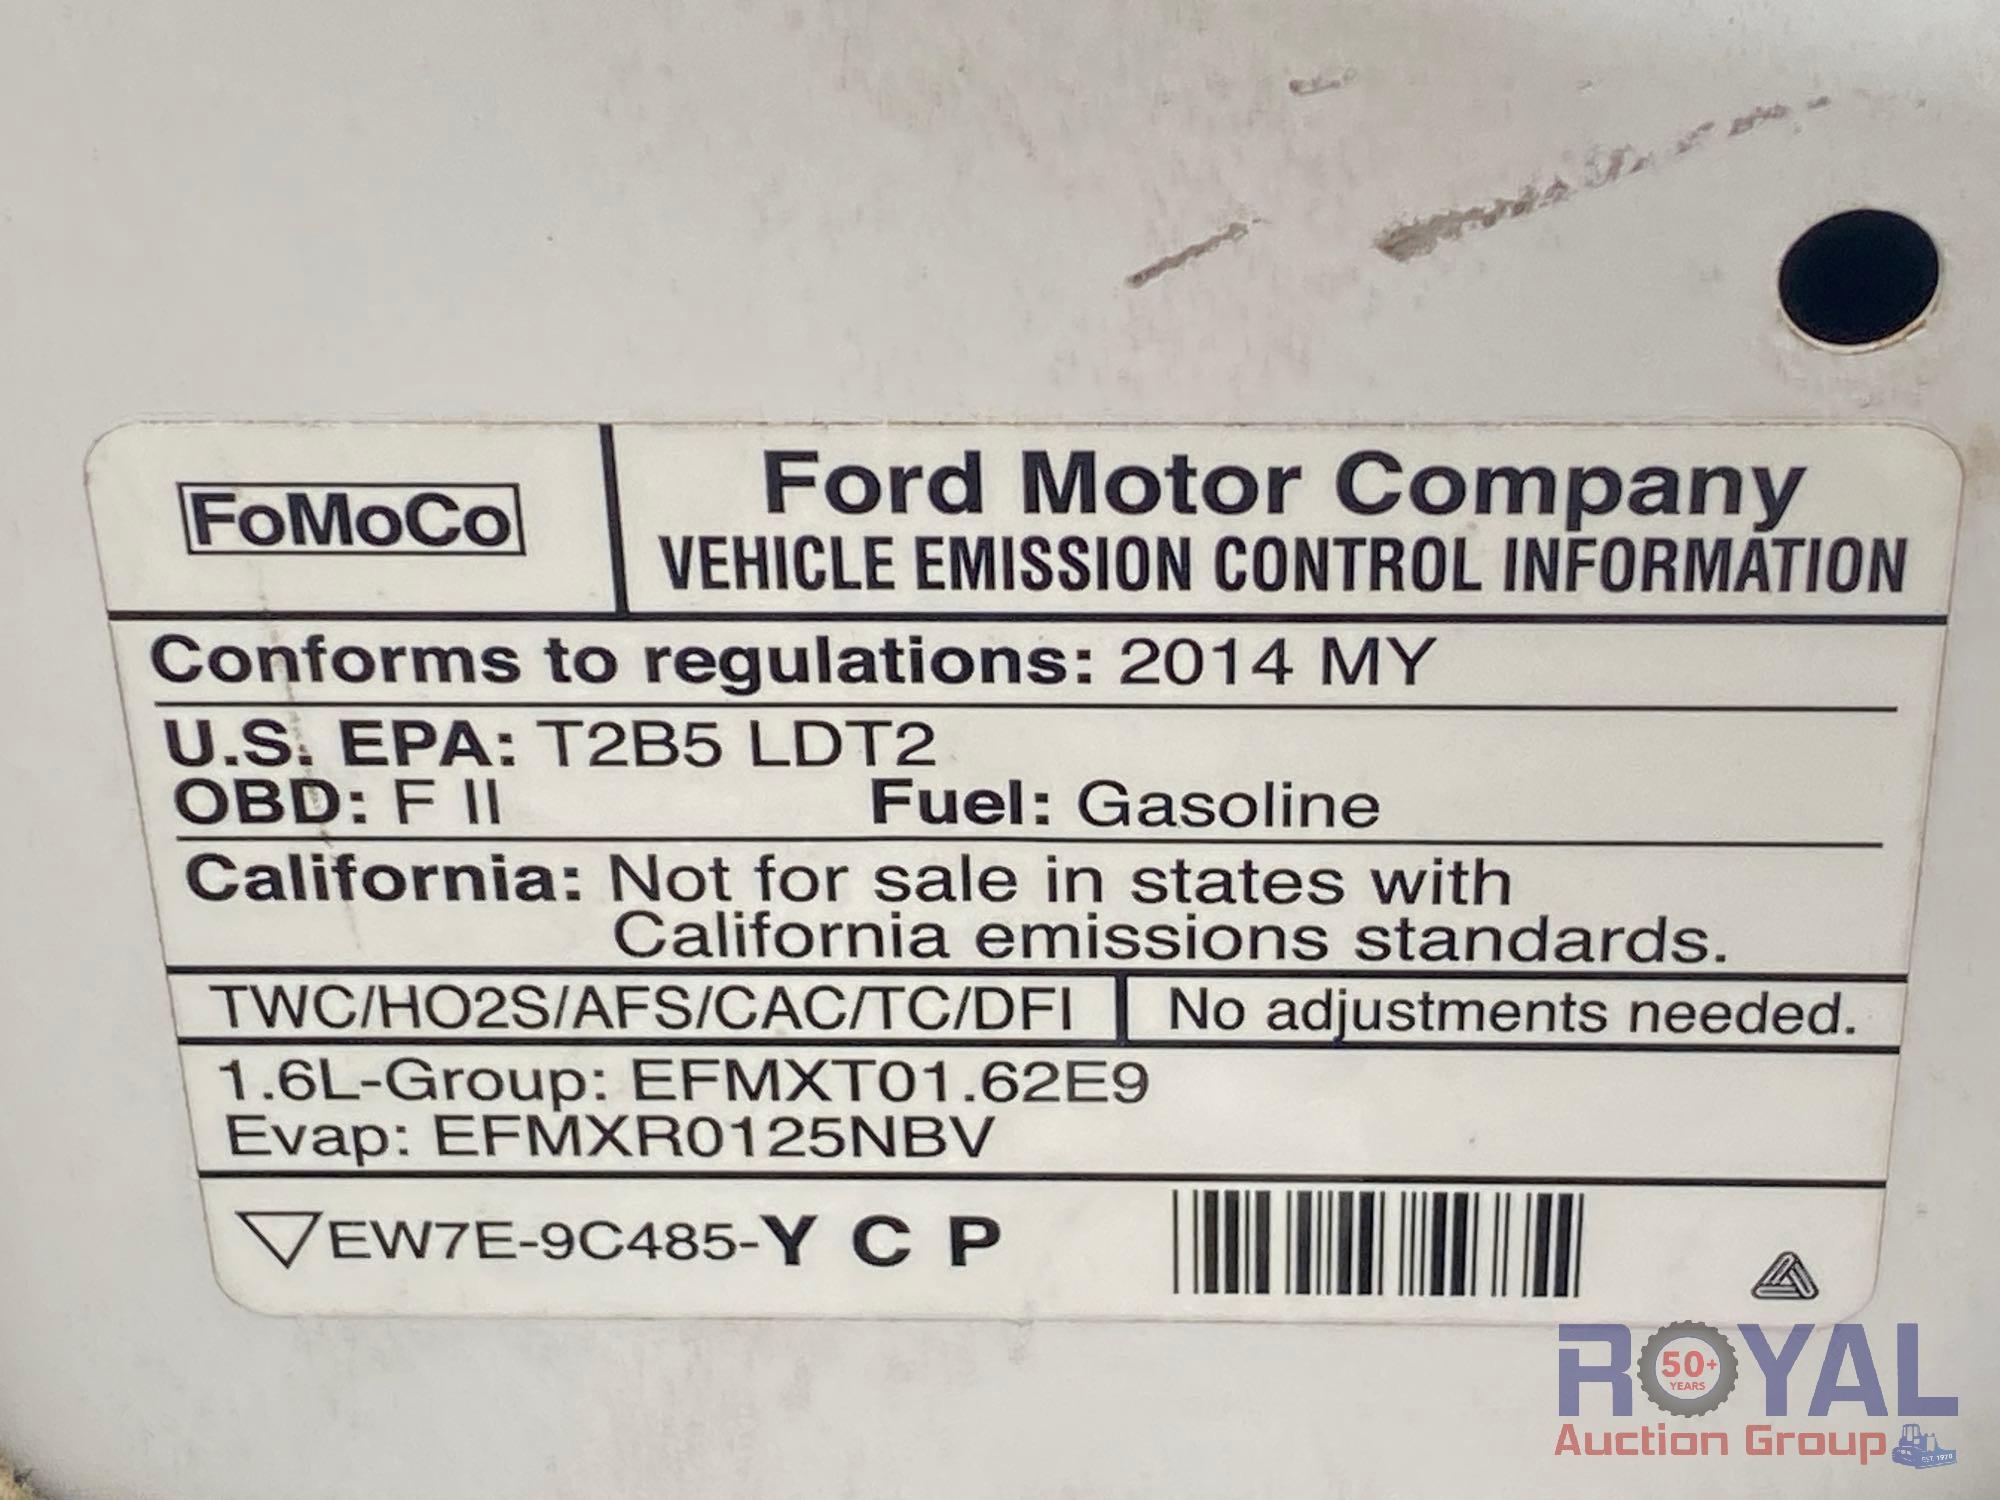 FoMoCo
Ford Motor Company
VEHICLE EMISSION CONTROL INFORMATION
Conforms to regulations: 2014 MY
U.S. EPA: T2B5 LDT2
OBD: F II Fuel: Gasoline
California: Not for sale in states with
California emissions standards.
TWC/HO2S/AFS/CAC/TC/DFI No adjustments needed.
1.6L-Group: EFMXT01.62E9
Evap: EFMXR0125NBV
EW7E-9C485-Y C P
ROYAL
50+
YEARS
Auction Group
EST. 1970